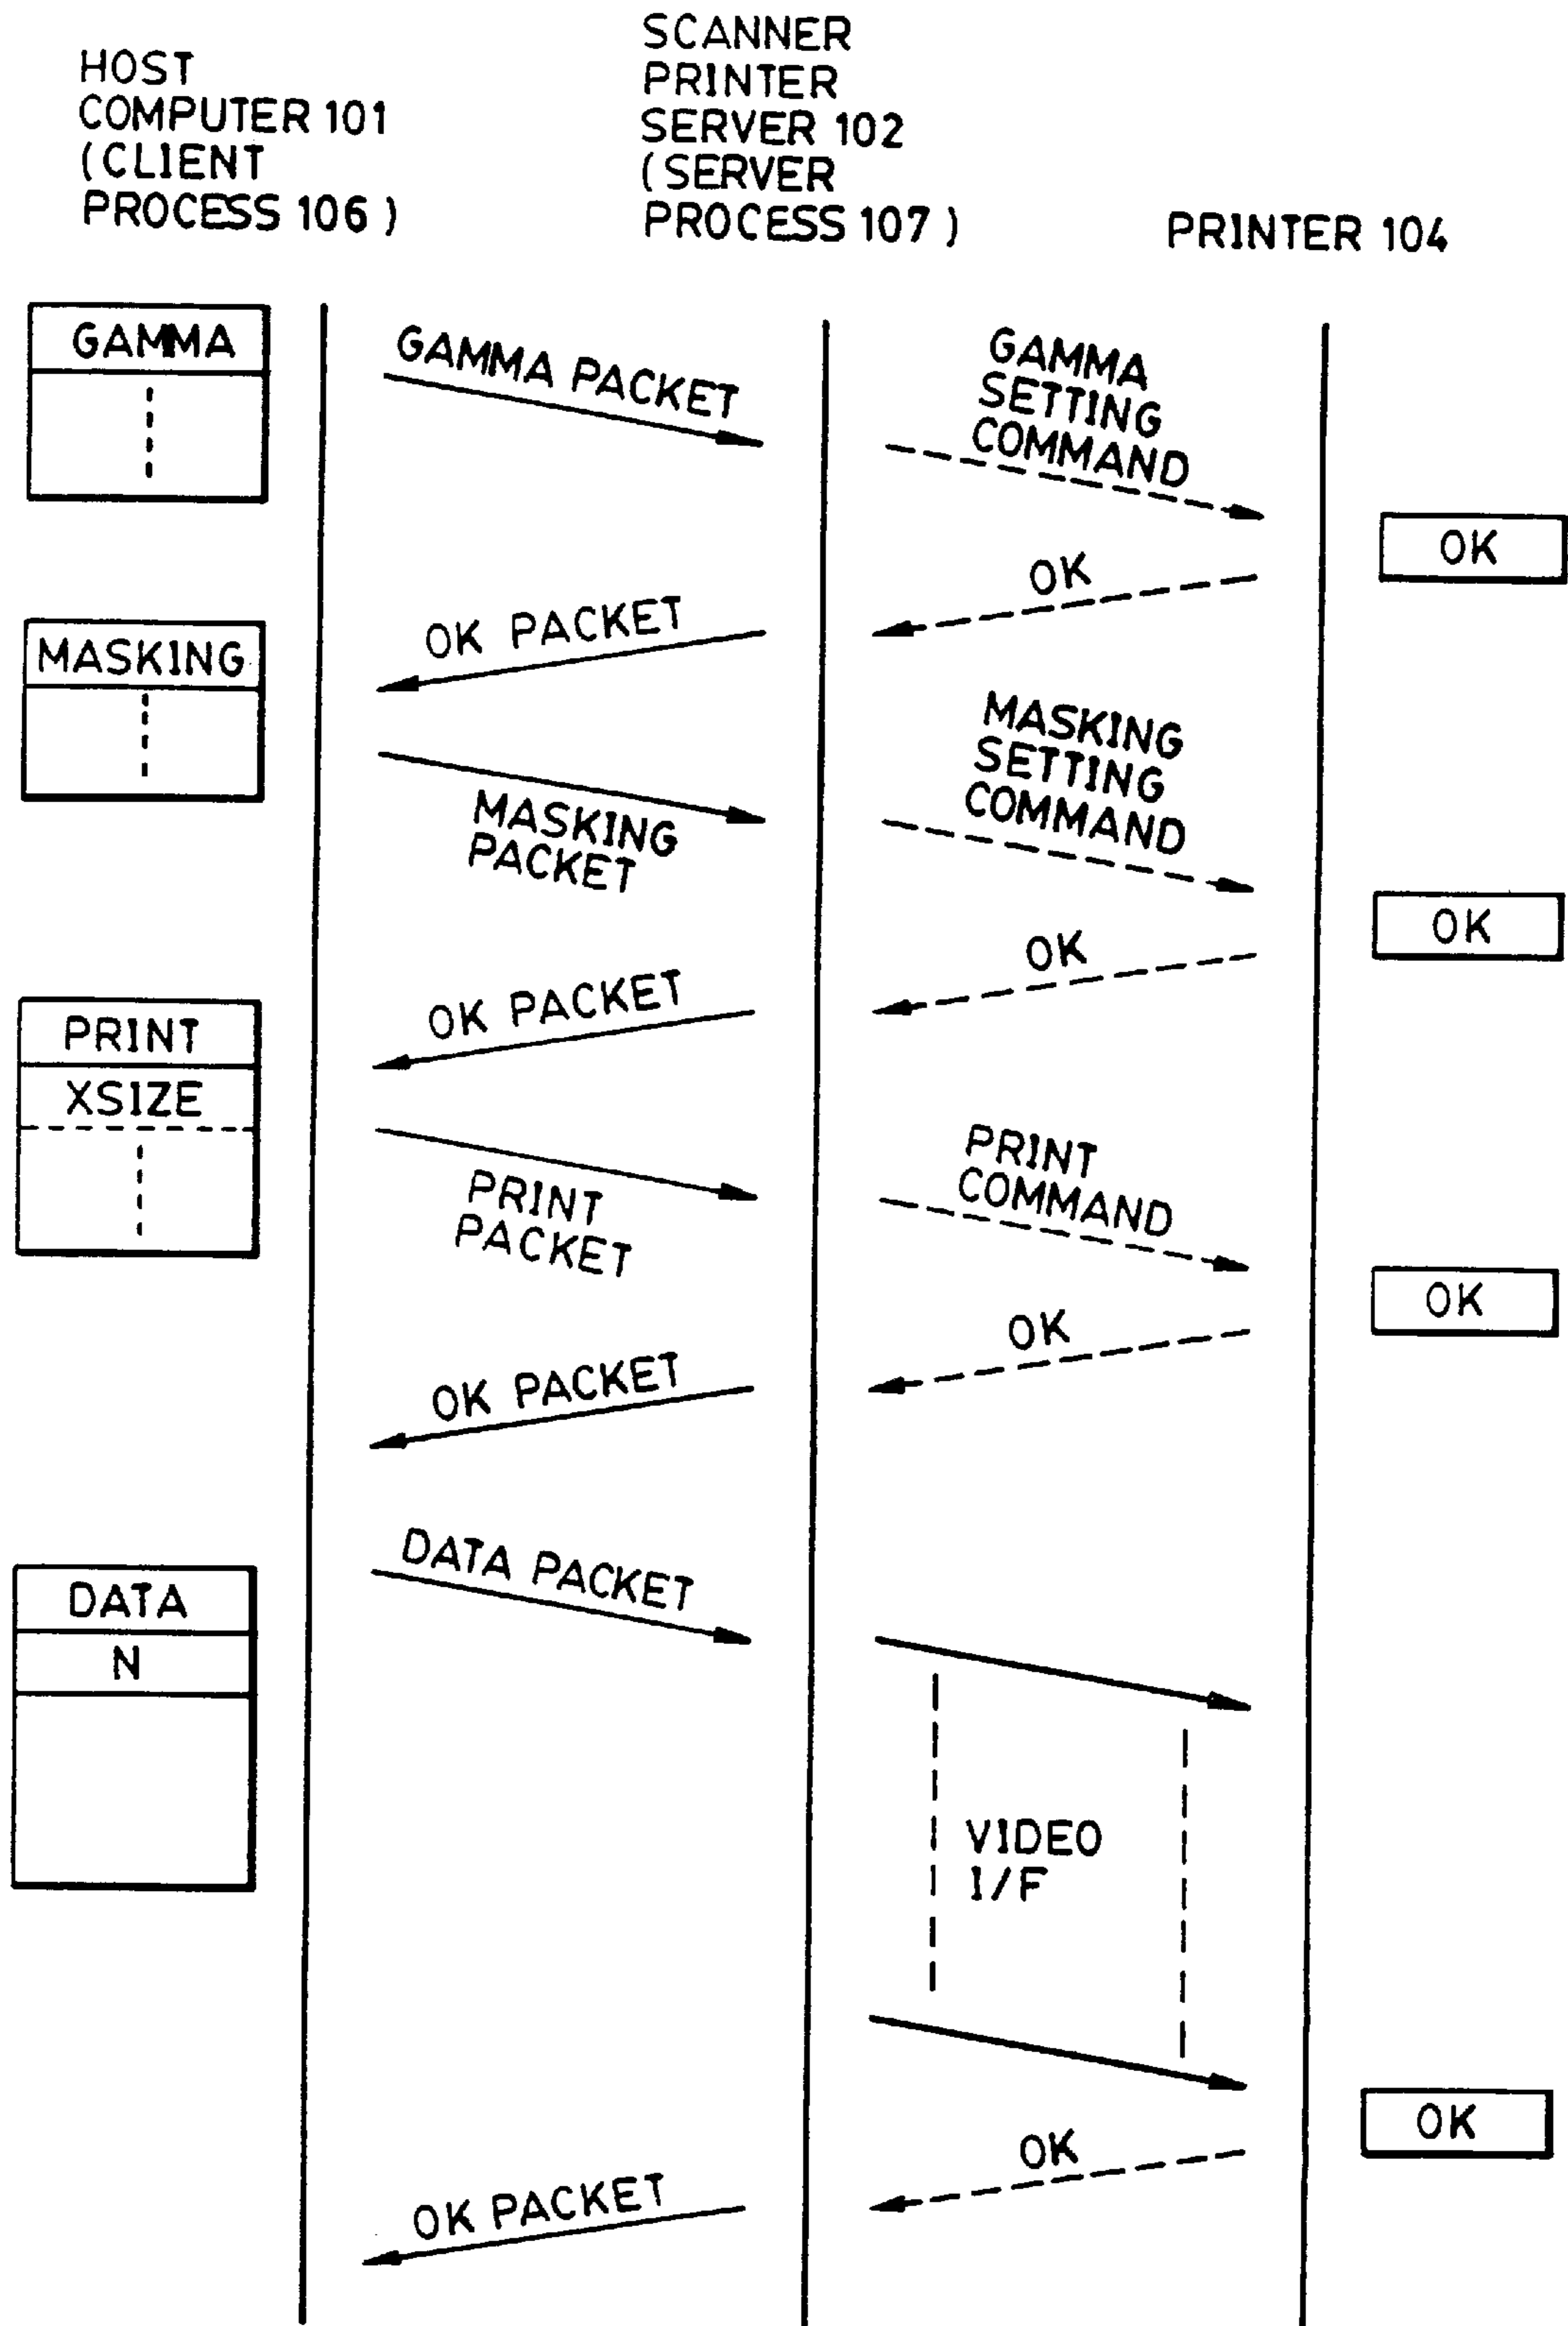 HOST
COMPUTER 101
(CLIENT
PROCESS 106)
SCANNER
PRINTER
SERVER 102
(SERVER
PROCESS 107)
PRINTER 104
GAMMA
GAMMA PACKET
GAMMA
SETTING
COMMAND
OK
OK
OK PACKET
MASKING
MASKING
PACKET
MASKING
SETTING
COMMAND
OK
OK
OK PACKET
PRINT
XSIZE
PRINT
PACKET
PRINT
COMMAND
OK
OK
OK PACKET
DATA
N
DATA PACKET
VIDEO
I/F
OK
OK
OK PACKET